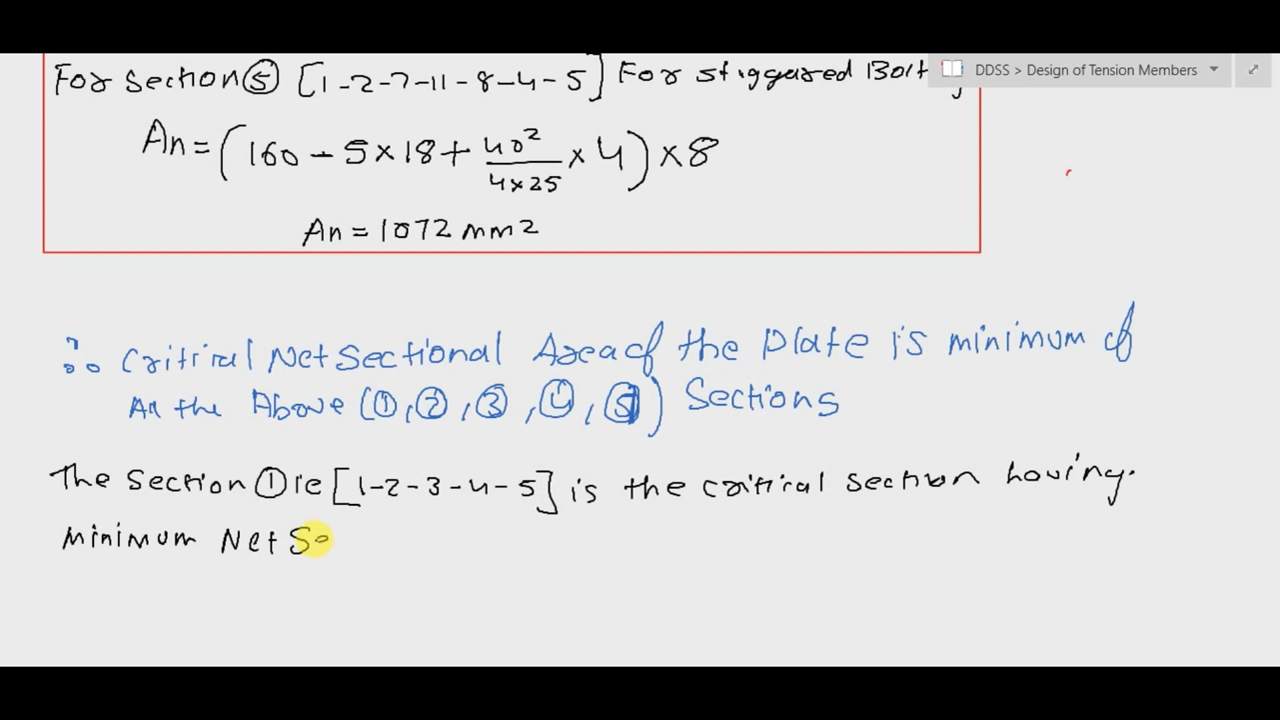 For Section ⑤ [1-2-7-11-8-4-5] For stiggared Bolt
DDSS > Design of Tension Members
An = (160 - 5×18 + 40²/4×25 × 4) × 8
An = 1072 mm2
∴ Critical Net Sectional Area of the Plate is minimum of
All the Above (①, ②, ③, ④, ⑤) Sections
The Section ① ie [1-2-3-4-5] is the critical section having
minimum Net S